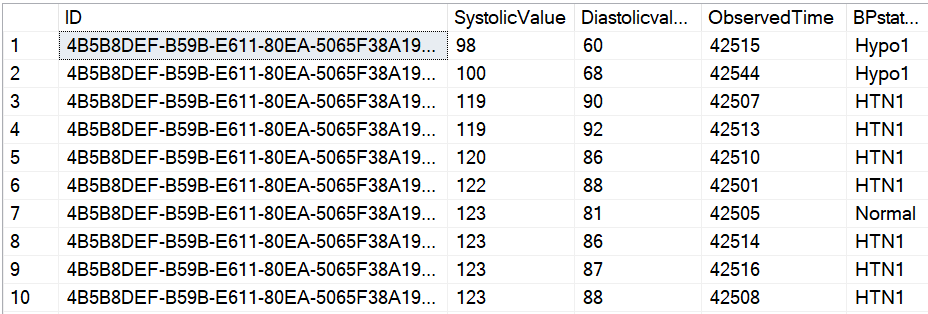 ID SystolicValue Diastolicval... ObservedTime BPstat...
1 4B5B8DEF-B59B-E611-80EA-5065F38A19... 98 60 42515 Hypo1
2 4B5B8DEF-B59B-E611-80EA-5065F38A19... 100 68 42544 Hypo1
3 4B5B8DEF-B59B-E611-80EA-5065F38A19... 119 90 42507 HTN1
4 4B5B8DEF-B59B-E611-80EA-5065F38A19... 119 92 42513 HTN1
5 4B5B8DEF-B59B-E611-80EA-5065F38A19... 120 86 42510 HTN1
6 4B5B8DEF-B59B-E611-80EA-5065F38A19... 122 88 42501 HTN1
7 4B5B8DEF-B59B-E611-80EA-5065F38A19... 123 81 42505 Normal
8 4B5B8DEF-B59B-E611-80EA-5065F38A19... 123 86 42514 HTN1
9 4B5B8DEF-B59B-E611-80EA-5065F38A19... 123 87 42516 HTN1
10 4B5B8DEF-B59B-E611-80EA-5065F38A19... 123 88 42508 HTN1